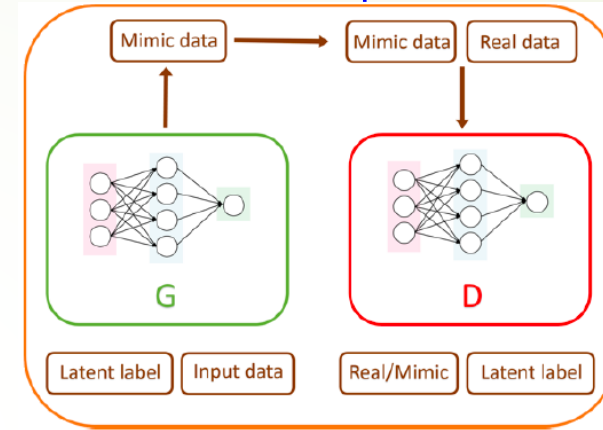 Mimic data
Mimic data
Real data
G
D
Latent label
Input data
Real/Mimic
Latent label